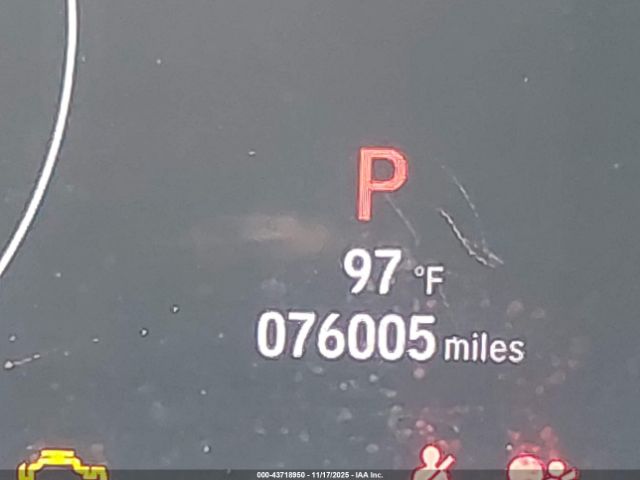 P
97 °F
076005 miles
000-43718950 - 11/17/2025 - IAA Inc.